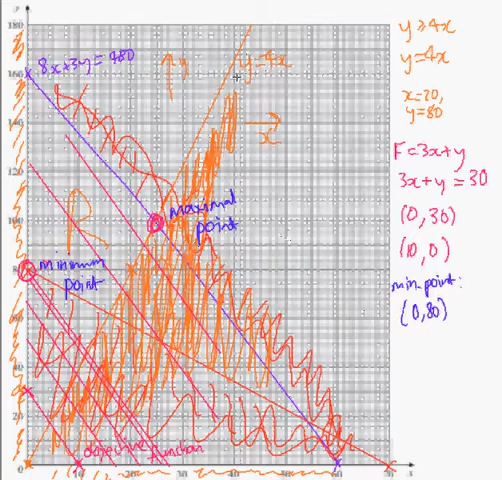 180
160
140
120
100
80
60
40
20
0
10
20
30
40
50
60
70
x
8x+3y=480
y
y=4x
x
R
maximal
point
minimum
point
objective
function
y⩾4x
y=4x
x=20,
y=80
F=3x+y
3x+y=30
(0,30)
(10,0)
min.point:
(0,80)